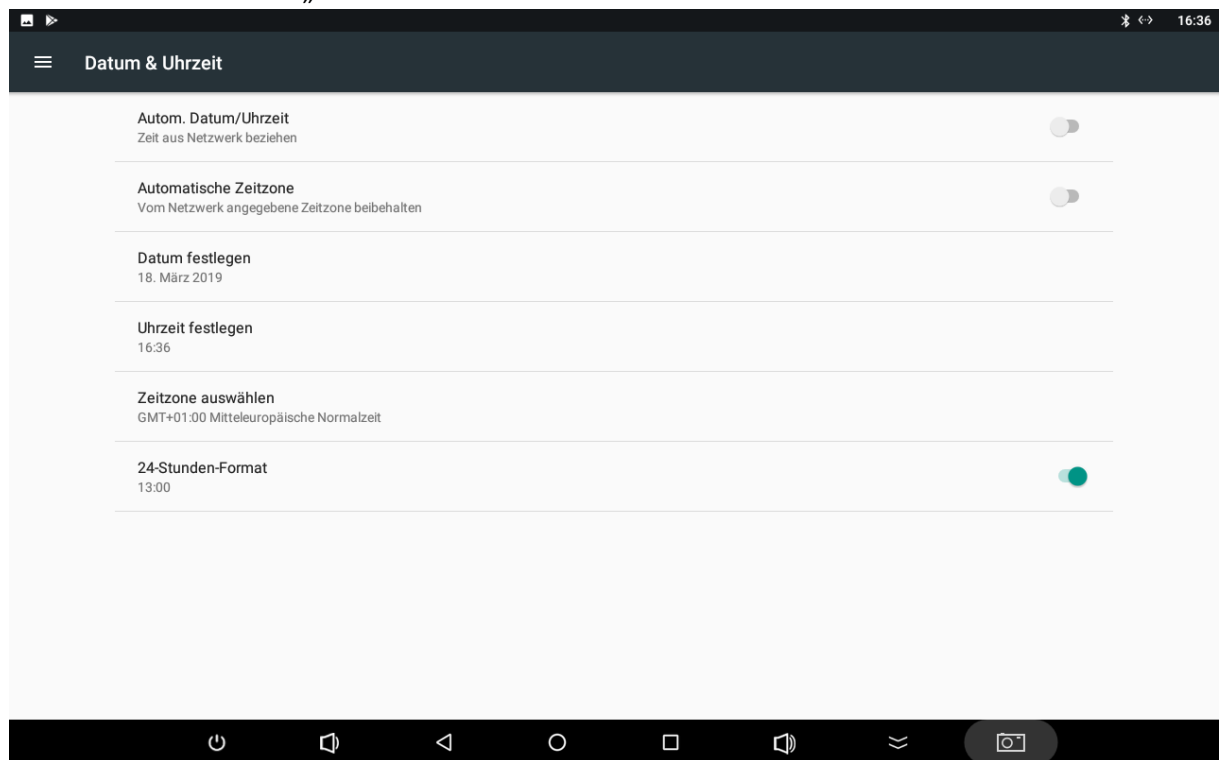 16:36
Datum & Uhrzeit
Autom. Datum/Uhrzeit
Zeit aus Netzwerk beziehen
Automatische Zeitzone
Vom Netzwerk angegebene Zeitzone beibehalten
Datum festlegen
18. März 2019
Uhrzeit festlegen
16:36
Zeitzone auswählen
GMT+01:00 Mitteleuropäische Normalzeit
24-Stunden-Format
13:00